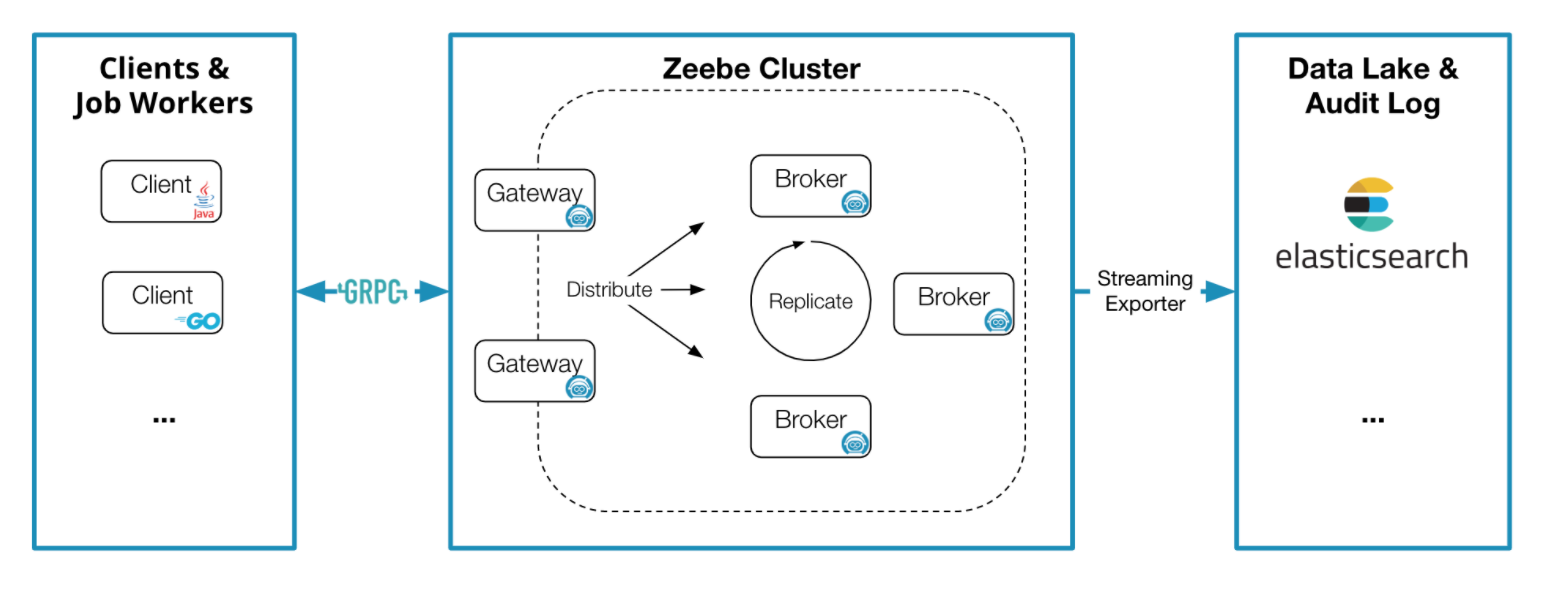 Clients &
Job Workers
Client
Java
Client
GO
...
GRPC
Zeebe Cluster
Gateway
Gateway
Distribute
Broker
Replicate
Broker
Broker
Streaming
Exporter
Data Lake &
Audit Log
elasticsearch
...